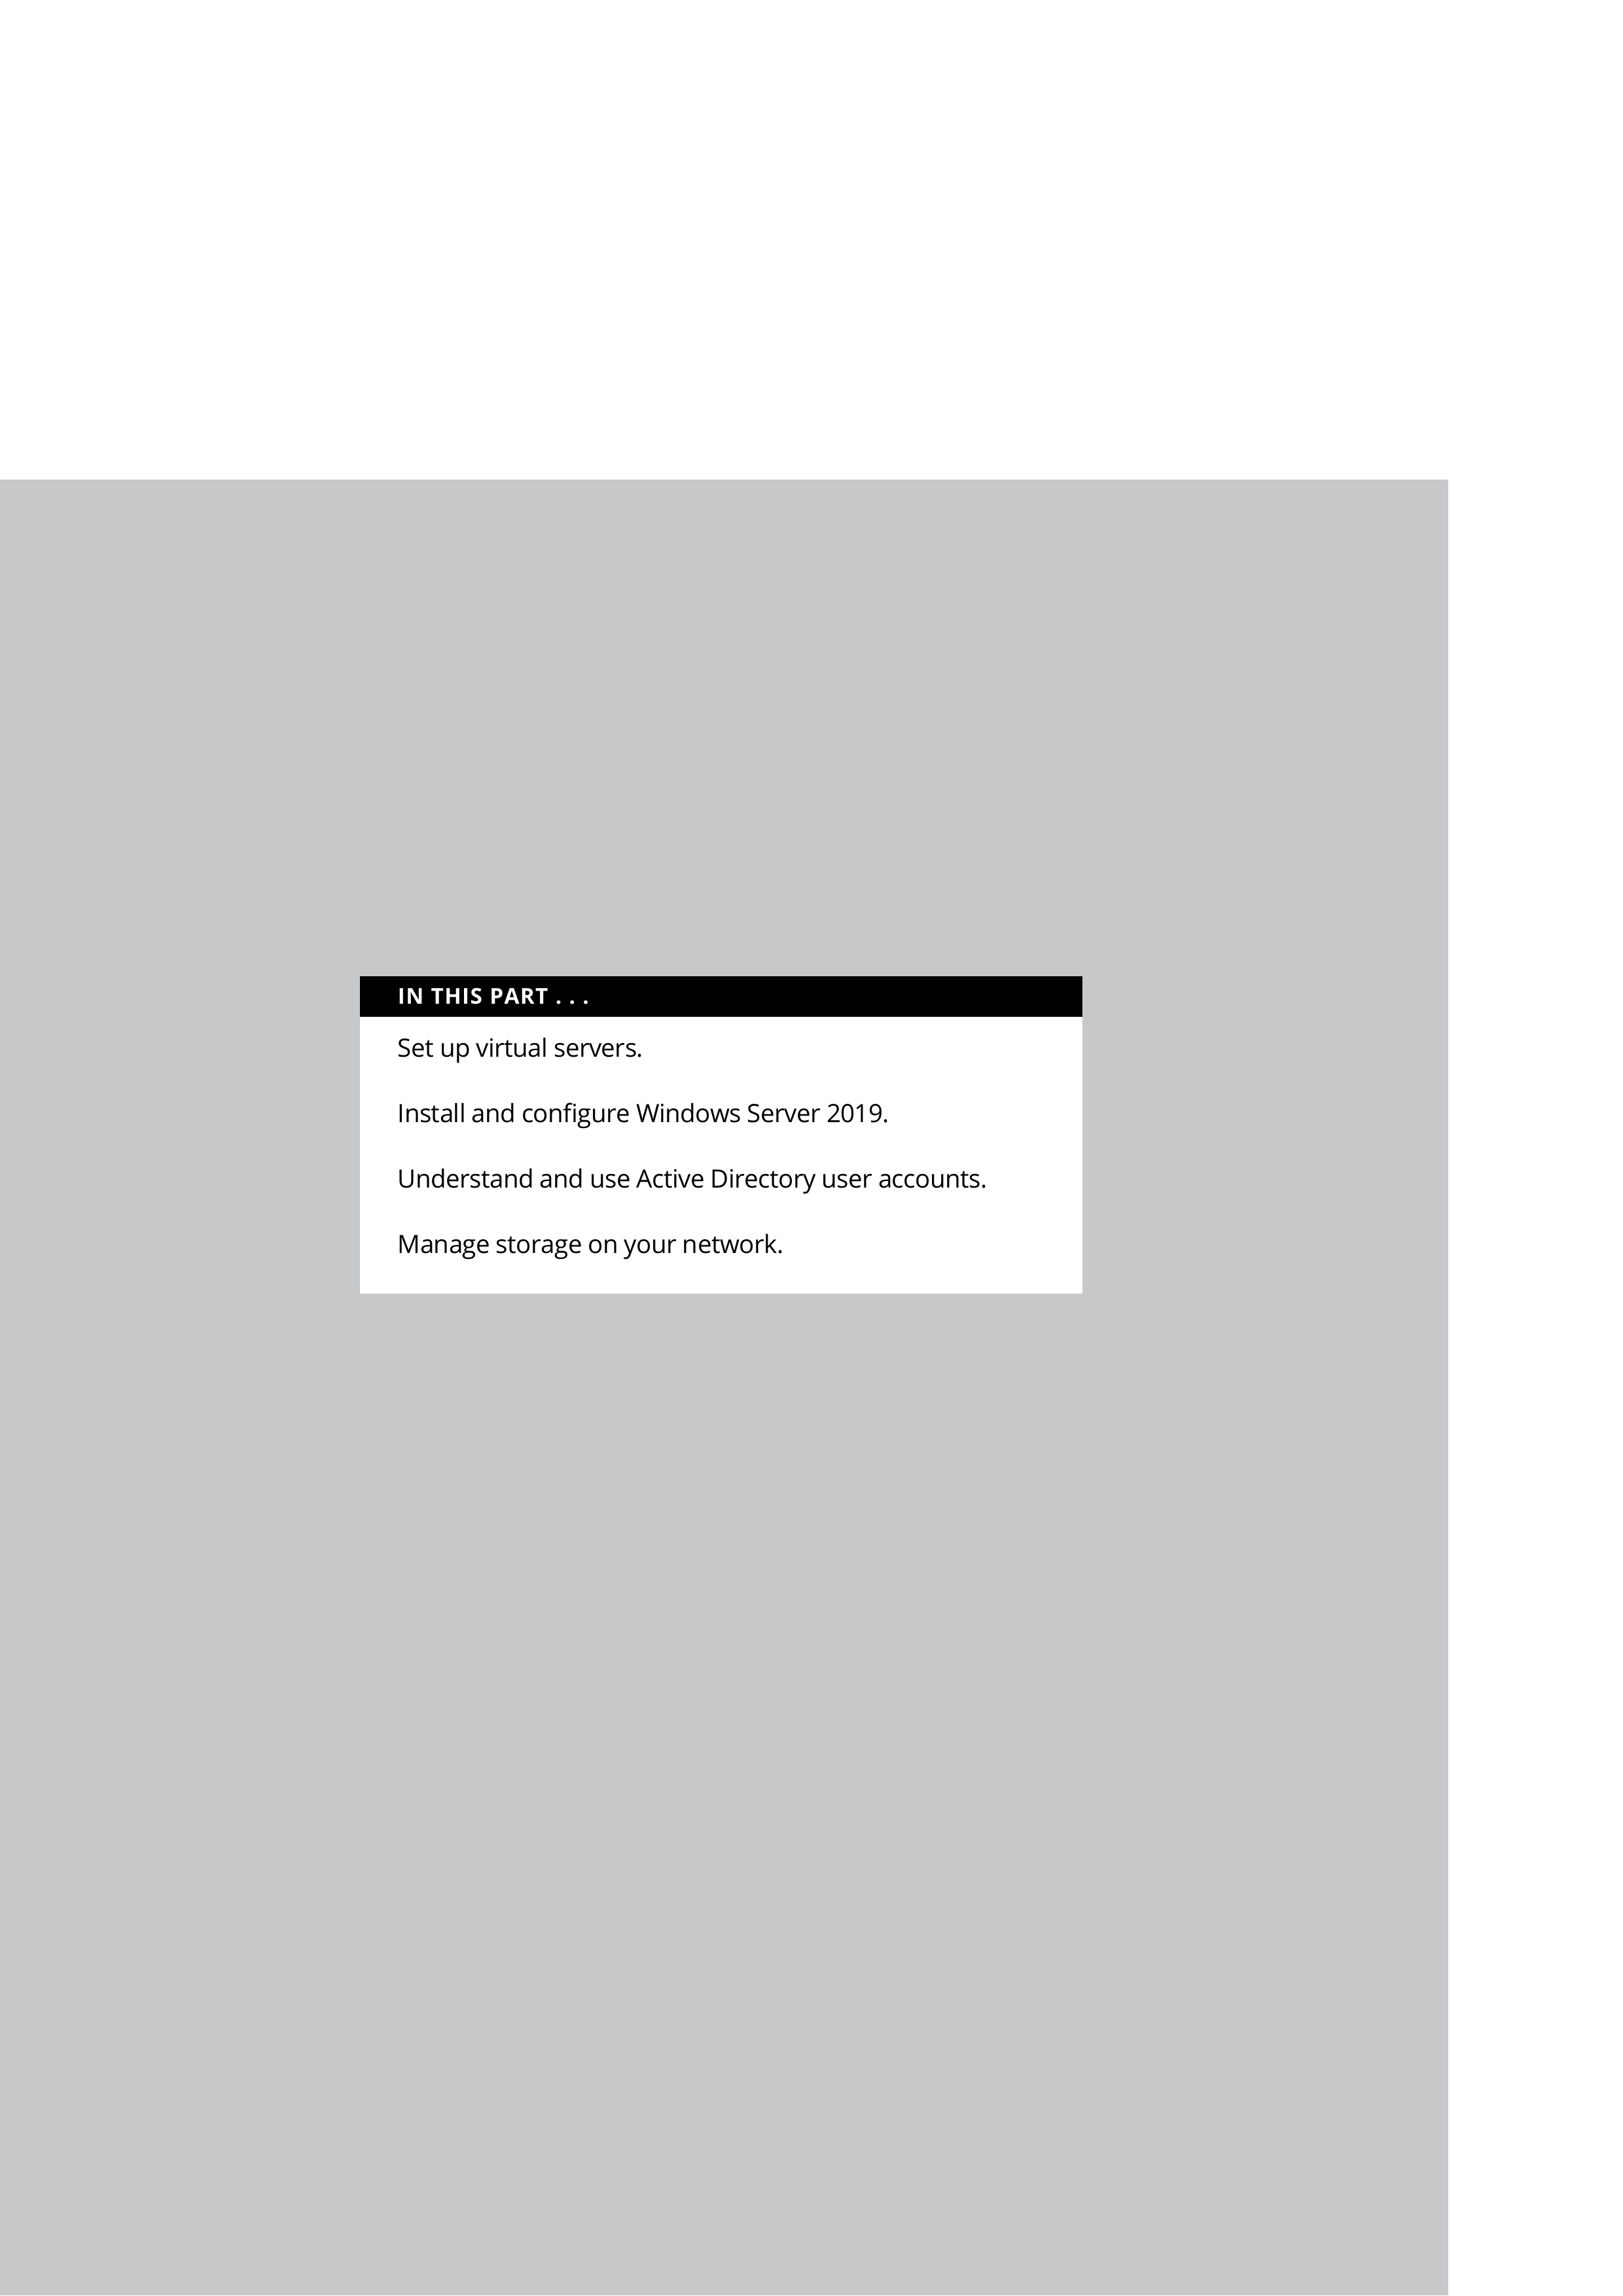 IN THIS PART . . .
Set up virtual servers.
Install and configure Windows Server 2019.
Understand and use Active Directory user accounts.
Manage storage on your network.